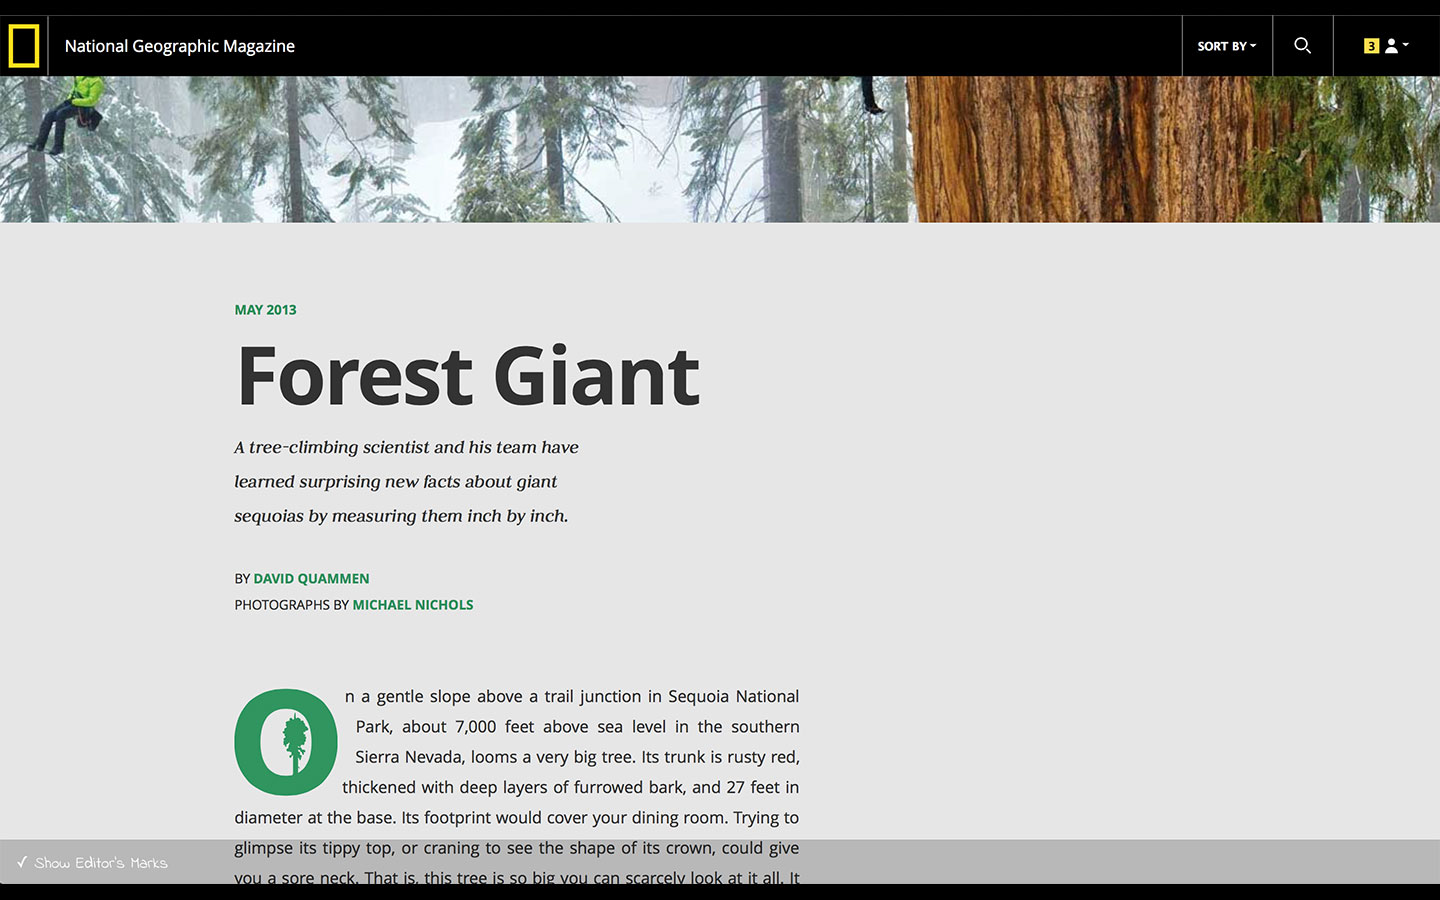 National Geographic Magazine
SORT BY
3
MAY 2013
Forest Giant
A tree-climbing scientist and his team have
learned surprising new facts about giant
sequoias by measuring them inch by inch.
BY DAVID QUAMMEN
PHOTOGRAPHS BY MICHAEL NICHOLS
On a gentle slope above a trail junction in Sequoia National
Park, about 7,000 feet above sea level in the southern
Sierra Nevada, looms a very big tree. Its trunk is rusty red,
thickened with deep layers of furrowed bark, and 27 feet in
diameter at the base. Its footprint would cover your dining room. Trying to
glimpse its tippy top, or craning to see the shape of its crown, could give
you a sore neck. That is, this tree is so big you can scarcely look at it all. It
✓ Show Editor's Marks